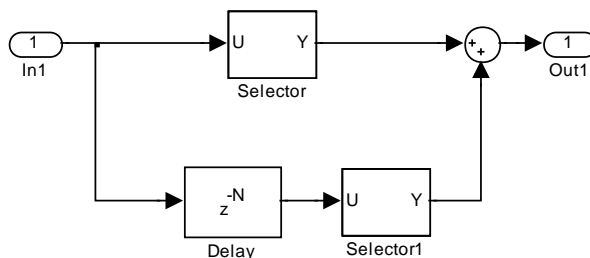 1
In1
U Y
Selector
+
+
1
Out1
z-N
Delay
U Y
Selector1